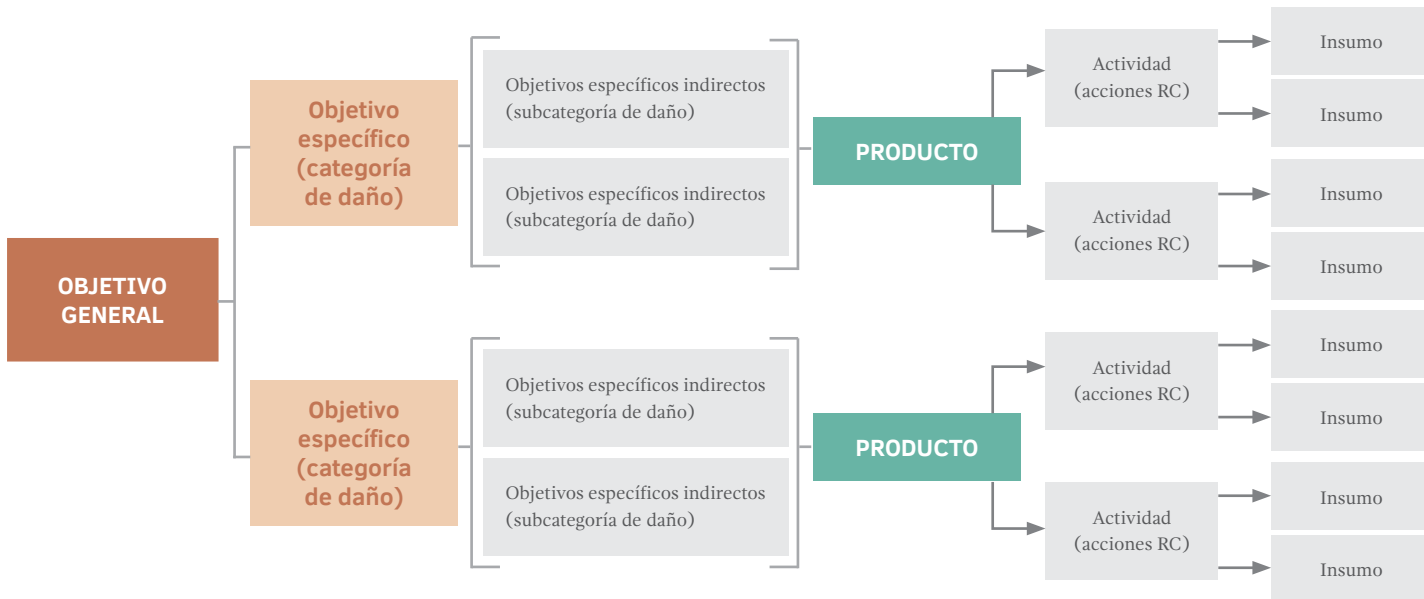 OBJETIVO
GENERAL
Objetivo
específico
(categoría
de daño)
Objetivos específicos indirectos
(subcategoría de daño)
Objetivos específicos indirectos
(subcategoría de daño)
PRODUCTO
Actividad
(acciones RC)
Insumo
Insumo
Actividad
(acciones RC)
Insumo
Insumo
Objetivo
específico
(categoría
de daño)
Objetivos específicos indirectos
(subcategoría de daño)
Objetivos específicos indirectos
(subcategoría de daño)
PRODUCTO
Actividad
(acciones RC)
Insumo
Insumo
Actividad
(acciones RC)
Insumo
Insumo